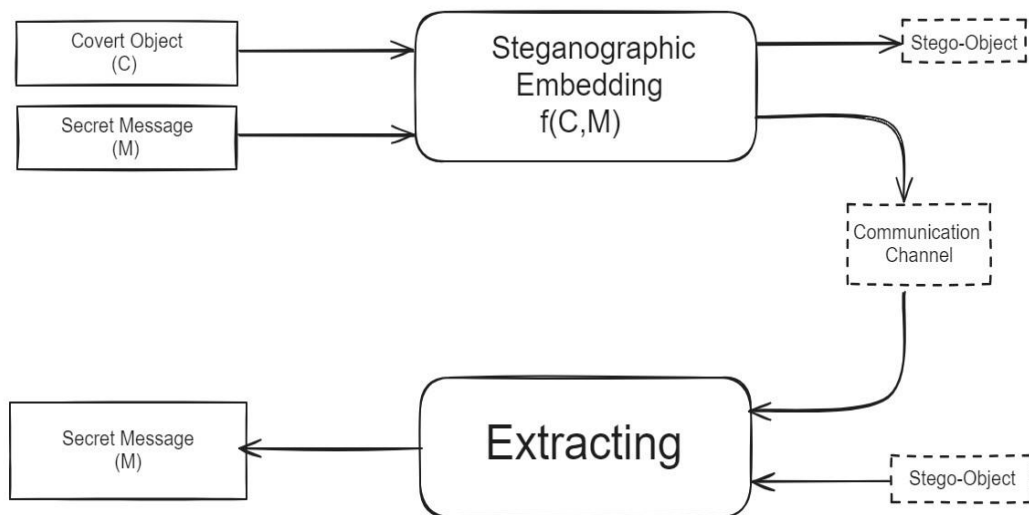 Covert Object
(C)
Secret Message
(M)
Steganographic
Embedding
f(C,M)
Stego-Object
Communication
Channel
Secret Message
(M)
Extracting
Stego-Object